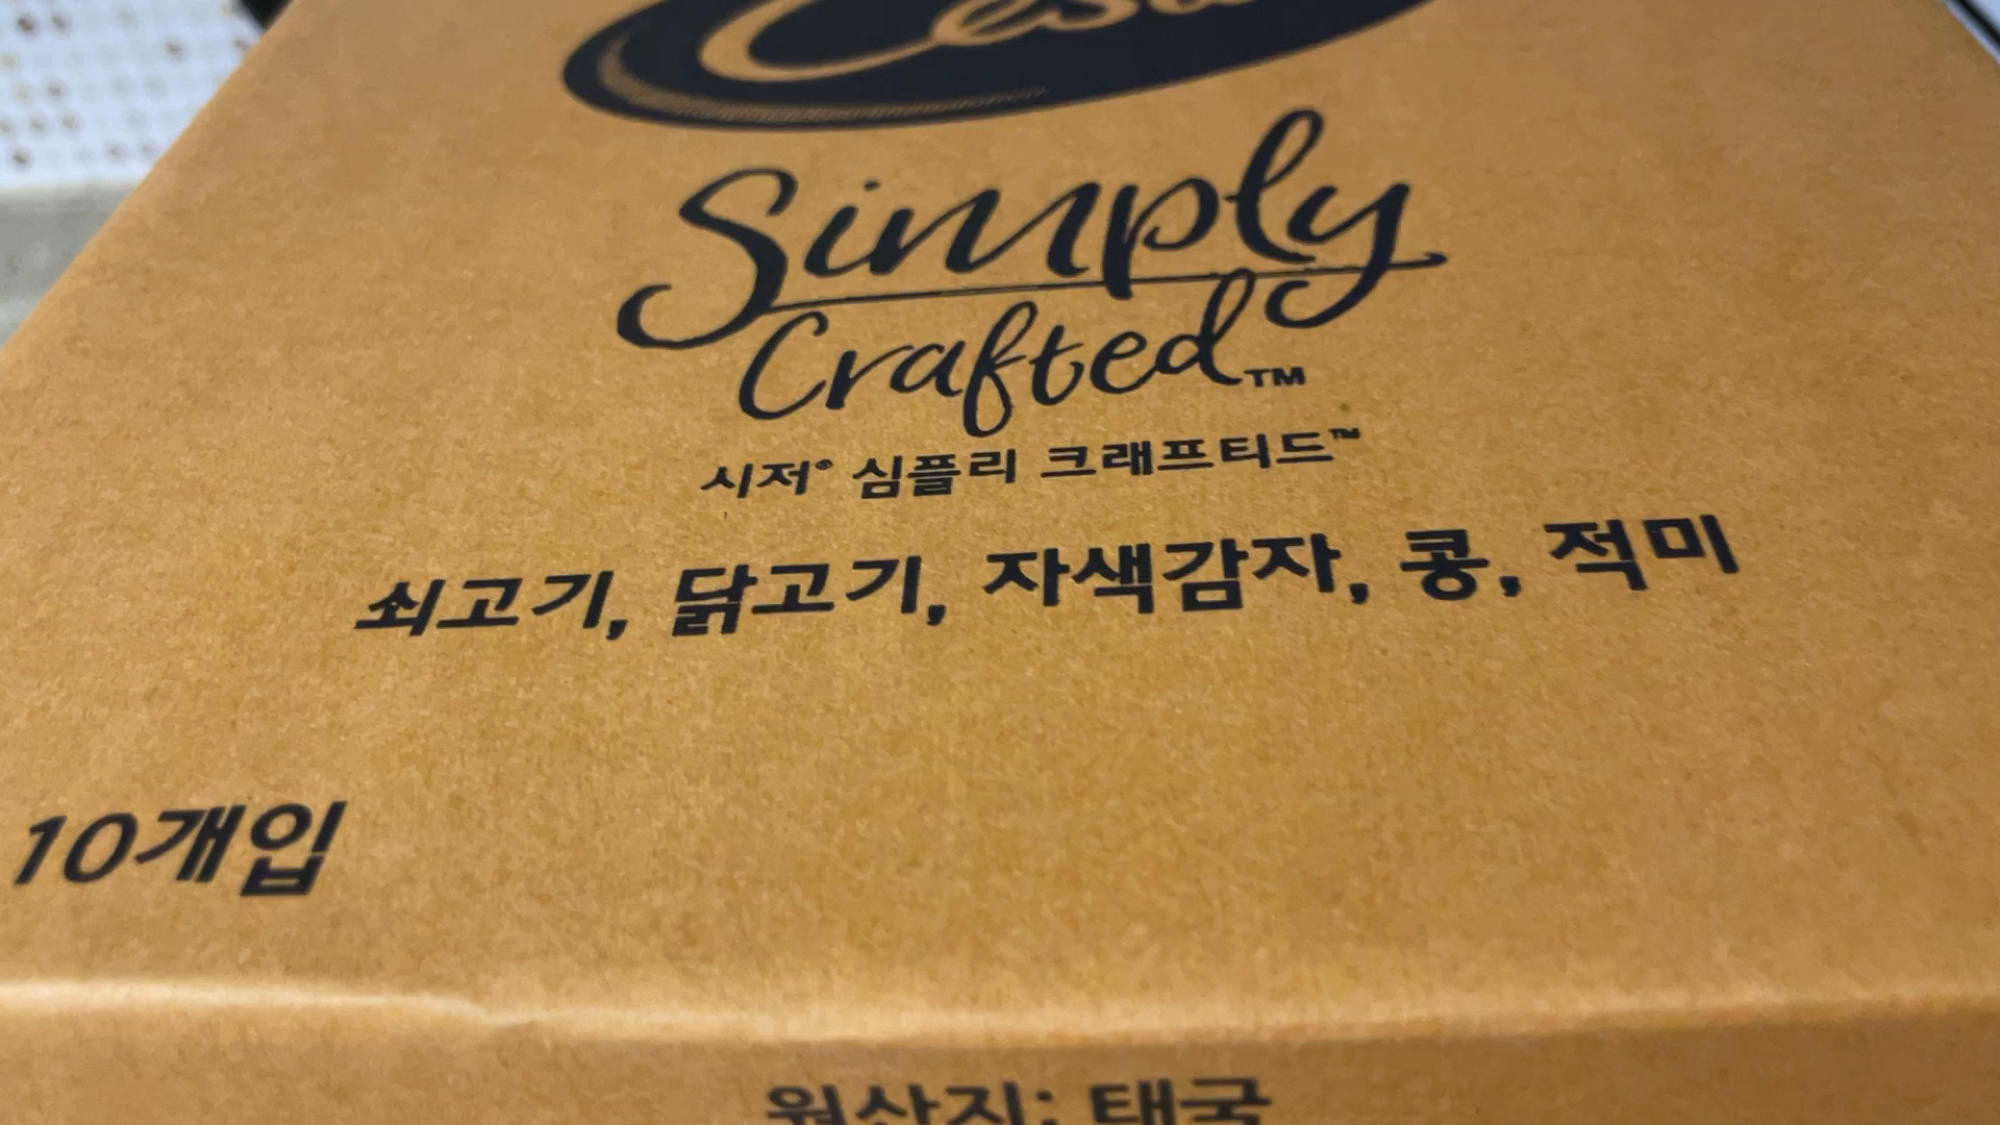 Simply
Crafted™
시저® 심플리 크래프티드™
쇠고기, 닭고기, 자색감자, 콩, 적미
10개입
원산지: 태국